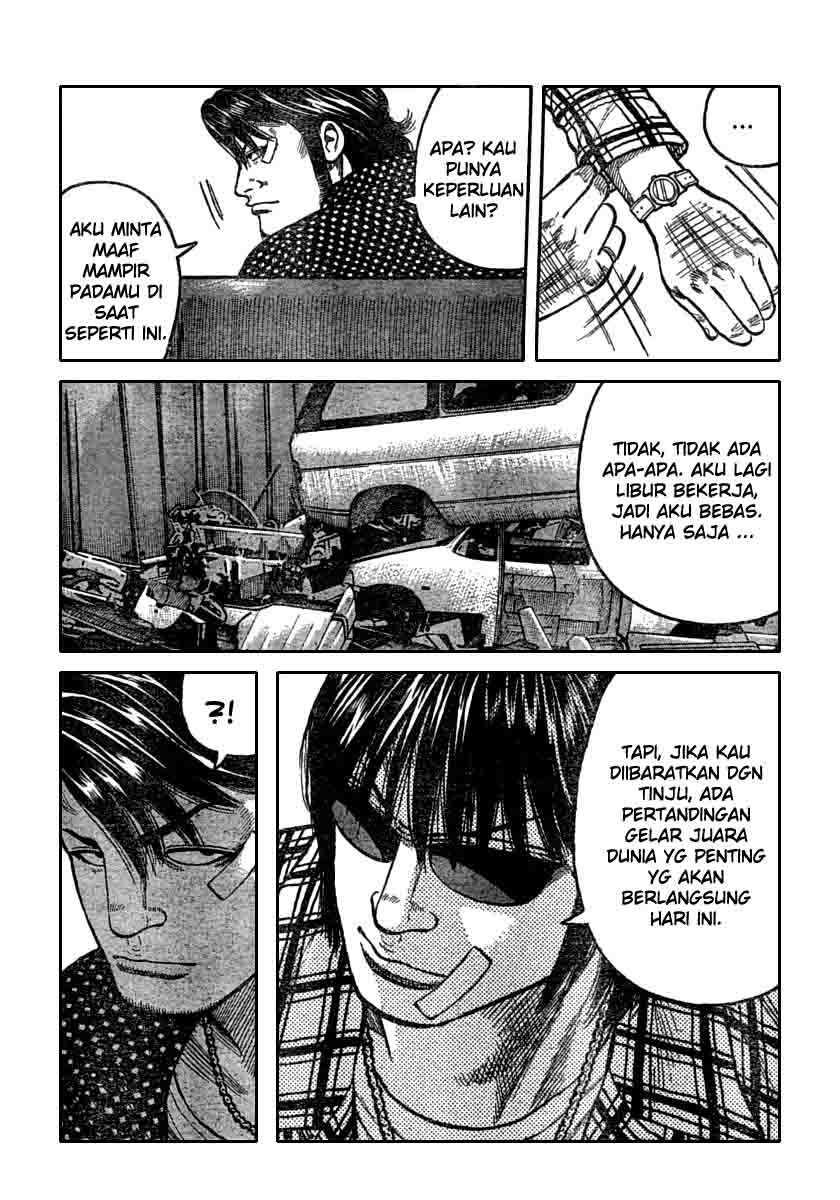 ...
APA? KAU
PUNYA
KEPERLUAN
LAIN?
AKU MINTA
MAAF
MAMPIR
PADAMU DI
SAAT
SEPERTI INI.
TIDAK, TIDAK ADA
APA-APA. AKU LAGI
LIBUR BEKERJA,
JADI AKU BEBAS.
HANYA SAJA ...
TAPI, JIKA KAU
DIIBARATKAN DGN
TINJU, ADA
PERTANDINGAN
GELAR JUARA
DUNIA YG PENTING
YG AKAN
BERLANGSUNG
HARI INI.
?!